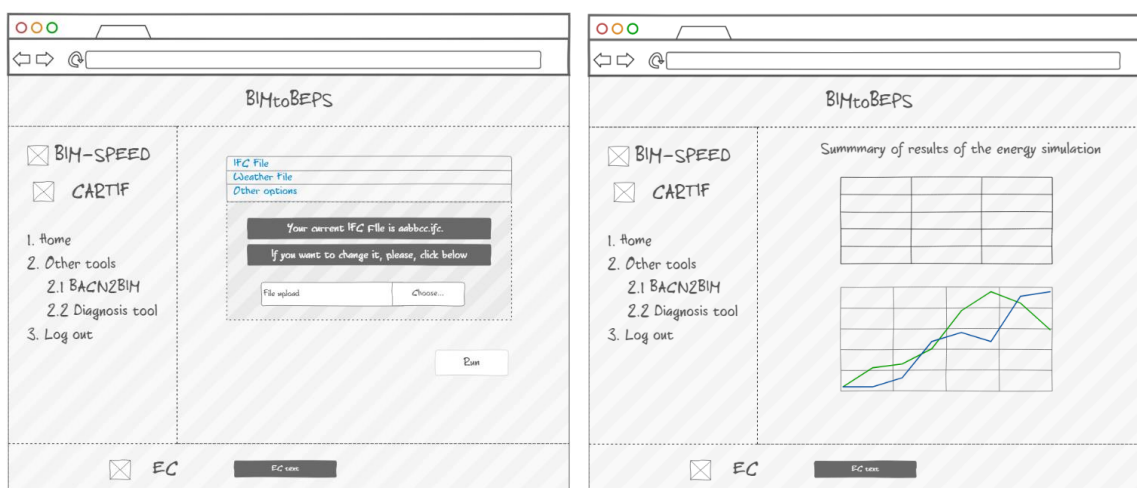 BIMtoBEPS
BIM-SPEED
CARTIF
1. Home
2. Other tools
2.1 BACN2BIM
2.2 Diagnosis tool
3. Log out
IFC File
Weather File
Other options
Your current IFC File is aabbcc.ifc.
If you want to change it, please, click below
File upload
Choose...
Run
EC
EC text
BIMtoBEPS
BIM-SPEED
CARTIF
1. Home
2. Other tools
2.1 BACN2BIM
2.2 Diagnosis tool
3. Log out
Summmary of results of the energy simulation
EC
EC text